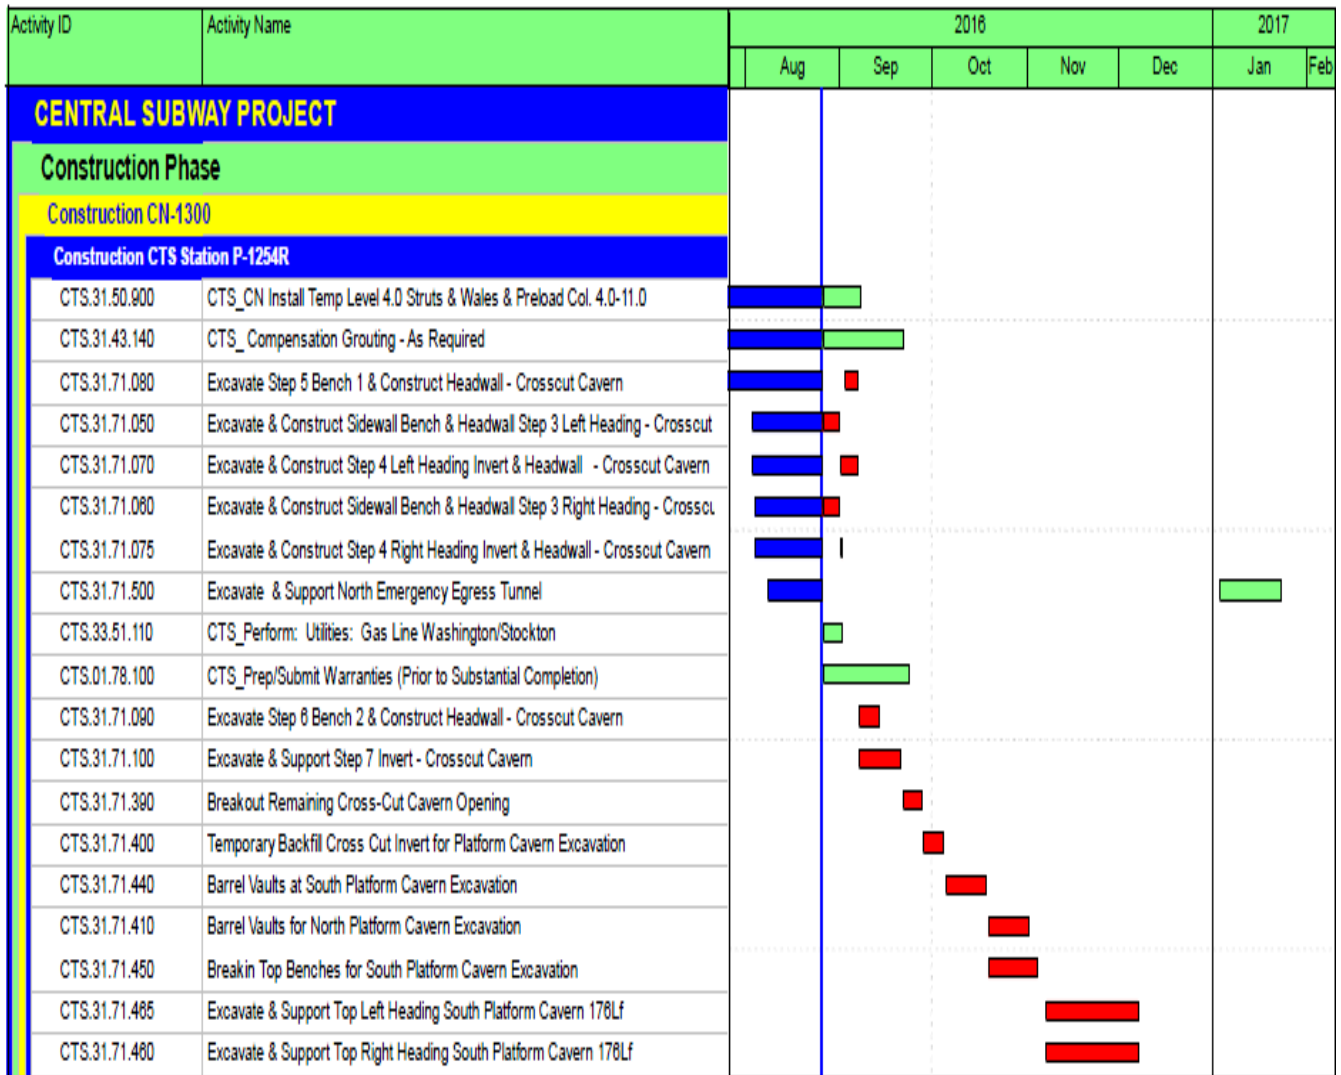 Activity ID Activity Name 2016 2017
Aug Sep Oct Nov Dec Jan Feb
CENTRAL SUBWAY PROJECT
Construction Phase
Construction CN-1300
Construction CTS Station P-1254R
CTS.31.50.900 CTS_CN Install Temp Level 4.0 Struts & Wales & Preload Col. 4.0-11.0
CTS.31.43.140 CTS_ Compensation Grouting - As Required
CTS.31.71.080 Excavate Step 5 Bench 1 & Construct Headwall - Crosscut Cavern
CTS.31.71.050 Excavate & Construct Sidewall Bench & Headwall Step 3 Left Heading - Crosscut
CTS.31.71.070 Excavate & Construct Step 4 Left Heading Invert & Headwall - Crosscut Cavern
CTS.31.71.060 Excavate & Construct Sidewall Bench & Headwall Step 3 Right Heading - Crosscu
CTS.31.71.075 Excavate & Construct Step 4 Right Heading Invert & Headwall - Crosscut Cavern
CTS.31.71.500 Excavate & Support North Emergency Egress Tunnel
CTS.33.51.110 CTS_Perform: Utilities: Gas Line Washington/Stockton
CTS.01.78.100 CTS_Prep/Submit Warranties (Prior to Substantial Completion)
CTS.31.71.090 Excavate Step 6 Bench 2 & Construct Headwall - Crosscut Cavern
CTS.31.71.100 Excavate & Support Step 7 Invert - Crosscut Cavern
CTS.31.71.390 Breakout Remaining Cross-Cut Cavern Opening
CTS.31.71.400 Temporary Backfill Cross Cut Invert for Platform Cavern Excavation
CTS.31.71.440 Barrel Vaults at South Platform Cavern Excavation
CTS.31.71.410 Barrel Vaults for North Platform Cavern Excavation
CTS.31.71.450 Breakin Top Benches for South Platform Cavern Excavation
CTS.31.71.465 Excavate & Support Top Left Heading South Platform Cavern 176Lf
CTS.31.71.460 Excavate & Support Top Right Heading South Platform Cavern 176Lf